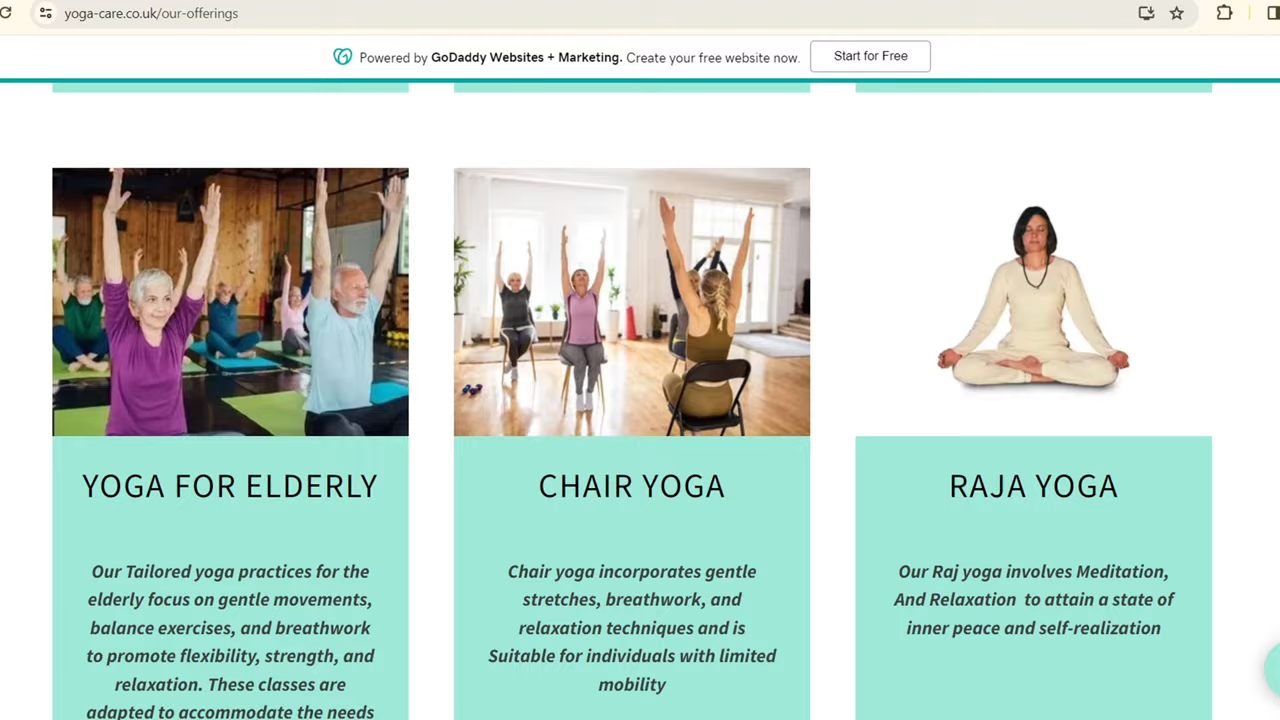 yoga-care.co.uk/our-offerings
Powered by GoDaddy Websites + Marketing. Create your free website now.
Start for Free
YOGA FOR ELDERLY
Our Tailored yoga practices for the
elderly focus on gentle movements,
balance exercises, and breathwork
to promote flexibility, strength, and
relaxation. These classes are
adapted to accommodate the needs
CHAIR YOGA
Chair yoga incorporates gentle
stretches, breathwork, and
relaxation techniques and is
Suitable for individuals with limited
mobility
RAJA YOGA
Our Raj yoga involves Meditation,
And Relaxation to attain a state of
inner peace and self-realization